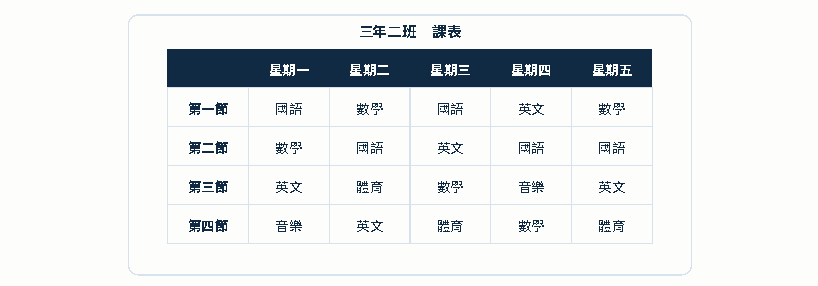 三年二班　課表
星期一 星期二 星期三 星期四 星期五
第一節 國語 數學 國語 英文 數學
第二節 數學 國語 英文 國語 國語
第三節 英文 體育 數學 音樂 英文
第四節 音樂 英文 體育 數學 體育